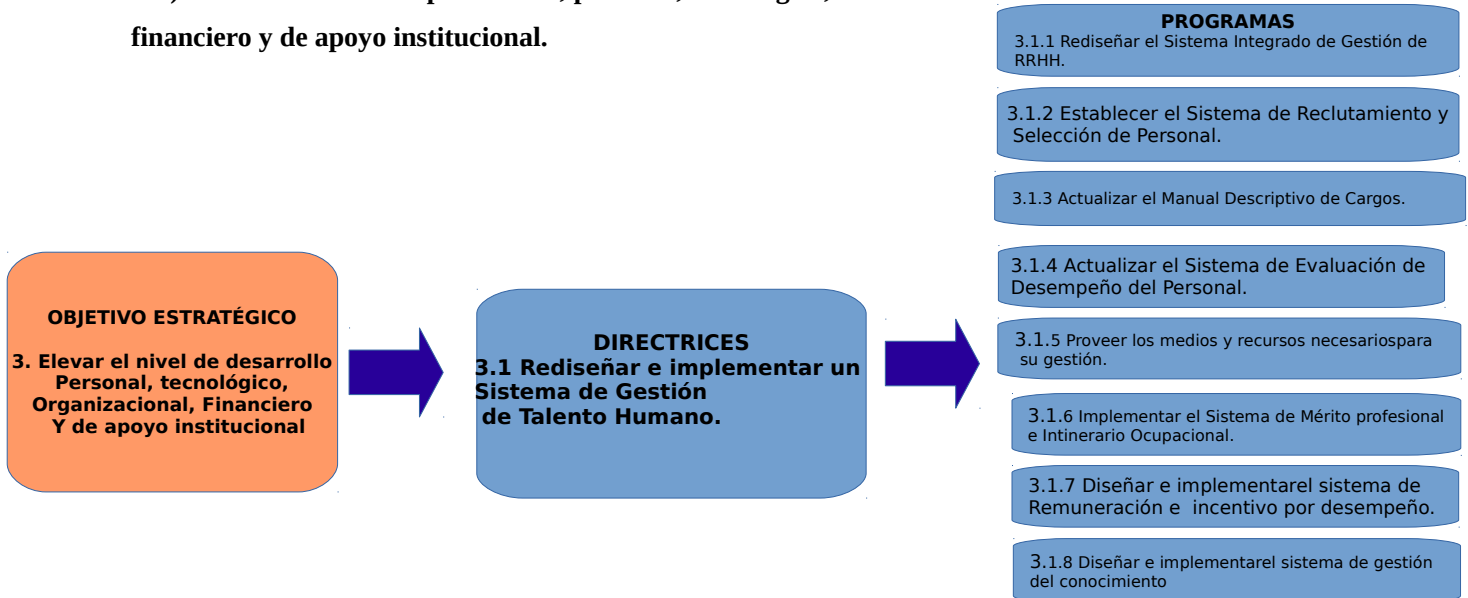 financiero y de apoyo institucional.
OBJETIVO ESTRATÉGICO
3. Elevar el nivel de desarrollo
Personal, tecnológico,
Organizacional, Financiero
Y de apoyo institucional
DIRECTRICES
3.1 Rediseñar e implementar un
Sistema de Gestión
de Talento Humano.
PROGRAMAS
3.1.1 Rediseñar el Sistema Integrado de Gestión de
RRHH.
3.1.2 Establecer el Sistema de Reclutamiento y
Selección de Personal.
3.1.3 Actualizar el Manual Descriptivo de Cargos.
3.1.4 Actualizar el Sistema de Evaluación de
Desempeño del Personal.
3.1.5 Proveer los medios y recursos necesariospara
su gestión.
3.1.6 Implementar el Sistema de Mérito profesional
e Intinerario Ocupacional.
3.1.7 Diseñar e implementarel sistema de
Remuneración e incentivo por desempeño.
3.1.8 Diseñar e implementarel sistema de gestión
del conocimiento